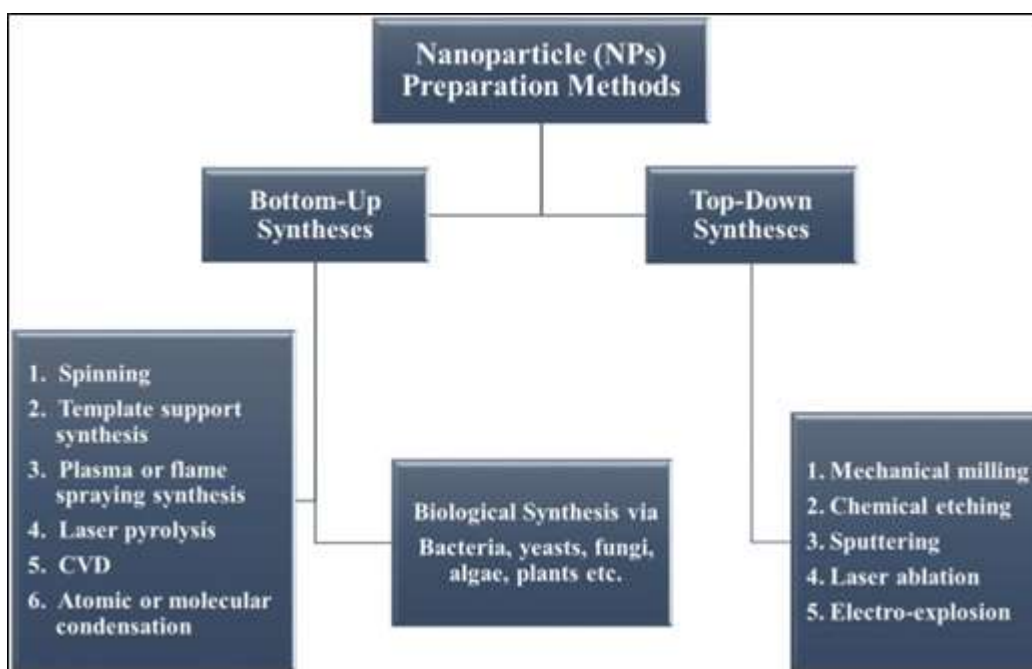 Nanoparticle (NPs)
Preparation Methods
Bottom-Up
Syntheses
Top-Down
Syntheses
1. Spinning
2. Template support
synthesis
3. Plasma or flame
spraying synthesis
4. Laser pyrolysis
5. CVD
6. Atomic or molecular
condensation
Biological Synthesis via
Bacteria, yeasts, fungi,
algae, plants etc.
1. Mechanical milling
2. Chemical etching
3. Sputtering
4. Laser ablation
5. Electro-explosion